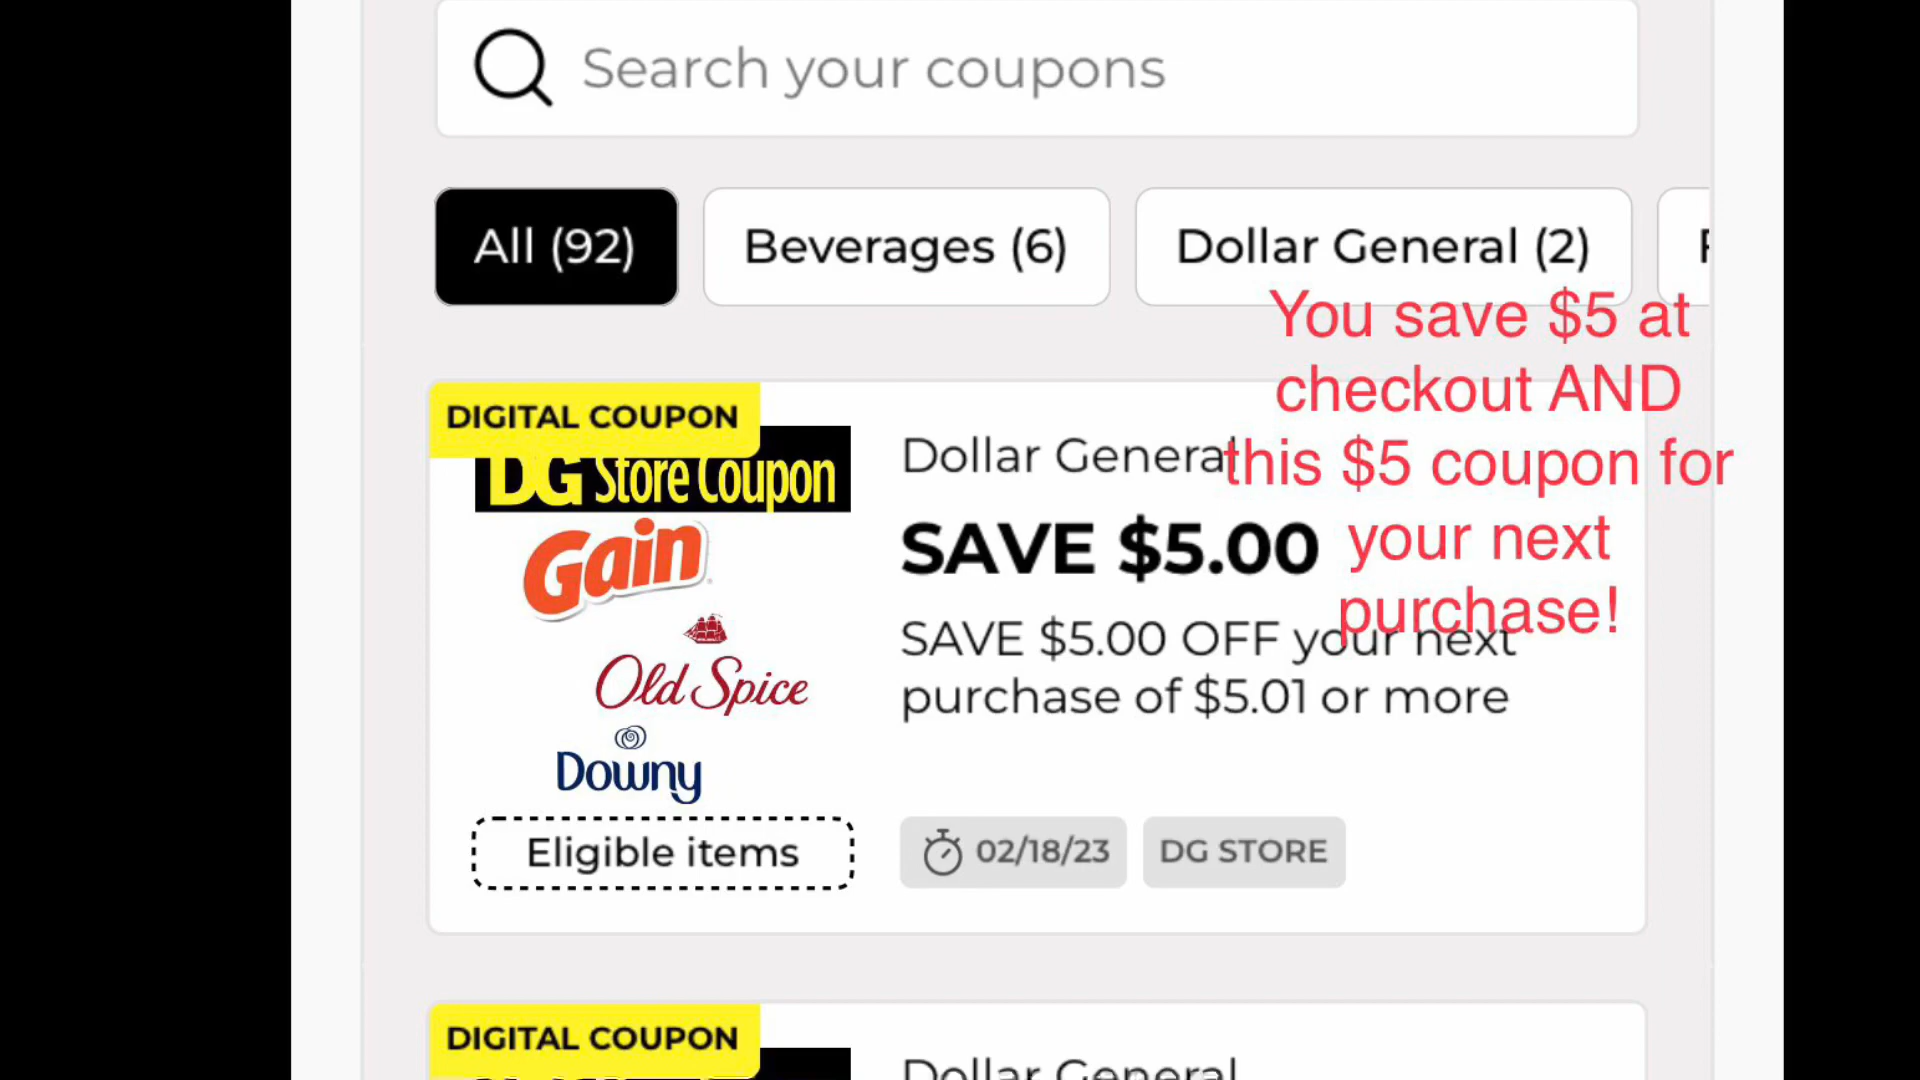 Search your coupons
All (92)
Beverages (6)
Dollar General (2)
You save $5 at
checkout AND
this $5 coupon for
your next
purchase!
DIGITAL COUPON
DG Store Coupon
Gain
Old Spice
Downy
Eligible items
Dollar General
SAVE $5.00
SAVE $5.00 OFF your next
purchase of $5.01 or more
02/18/23
DG STORE
DIGITAL COUPON
Dollar General